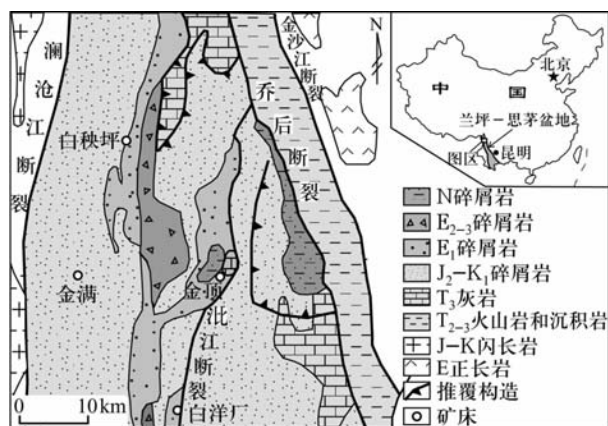 澜沧江断裂
金沙江断裂
N
乔后断裂
白秧坪
金满
金顶
沘江断裂
白洋厂
0 10 km
北京
中国
兰坪－思茅盆地
昆明
图区
N碎屑岩
E2-3碎屑岩
E1碎屑岩
J2-K1碎屑岩
T3灰岩
T2-3火山岩和沉积岩
J-K闪长岩
E正长岩
推覆构造
矿床